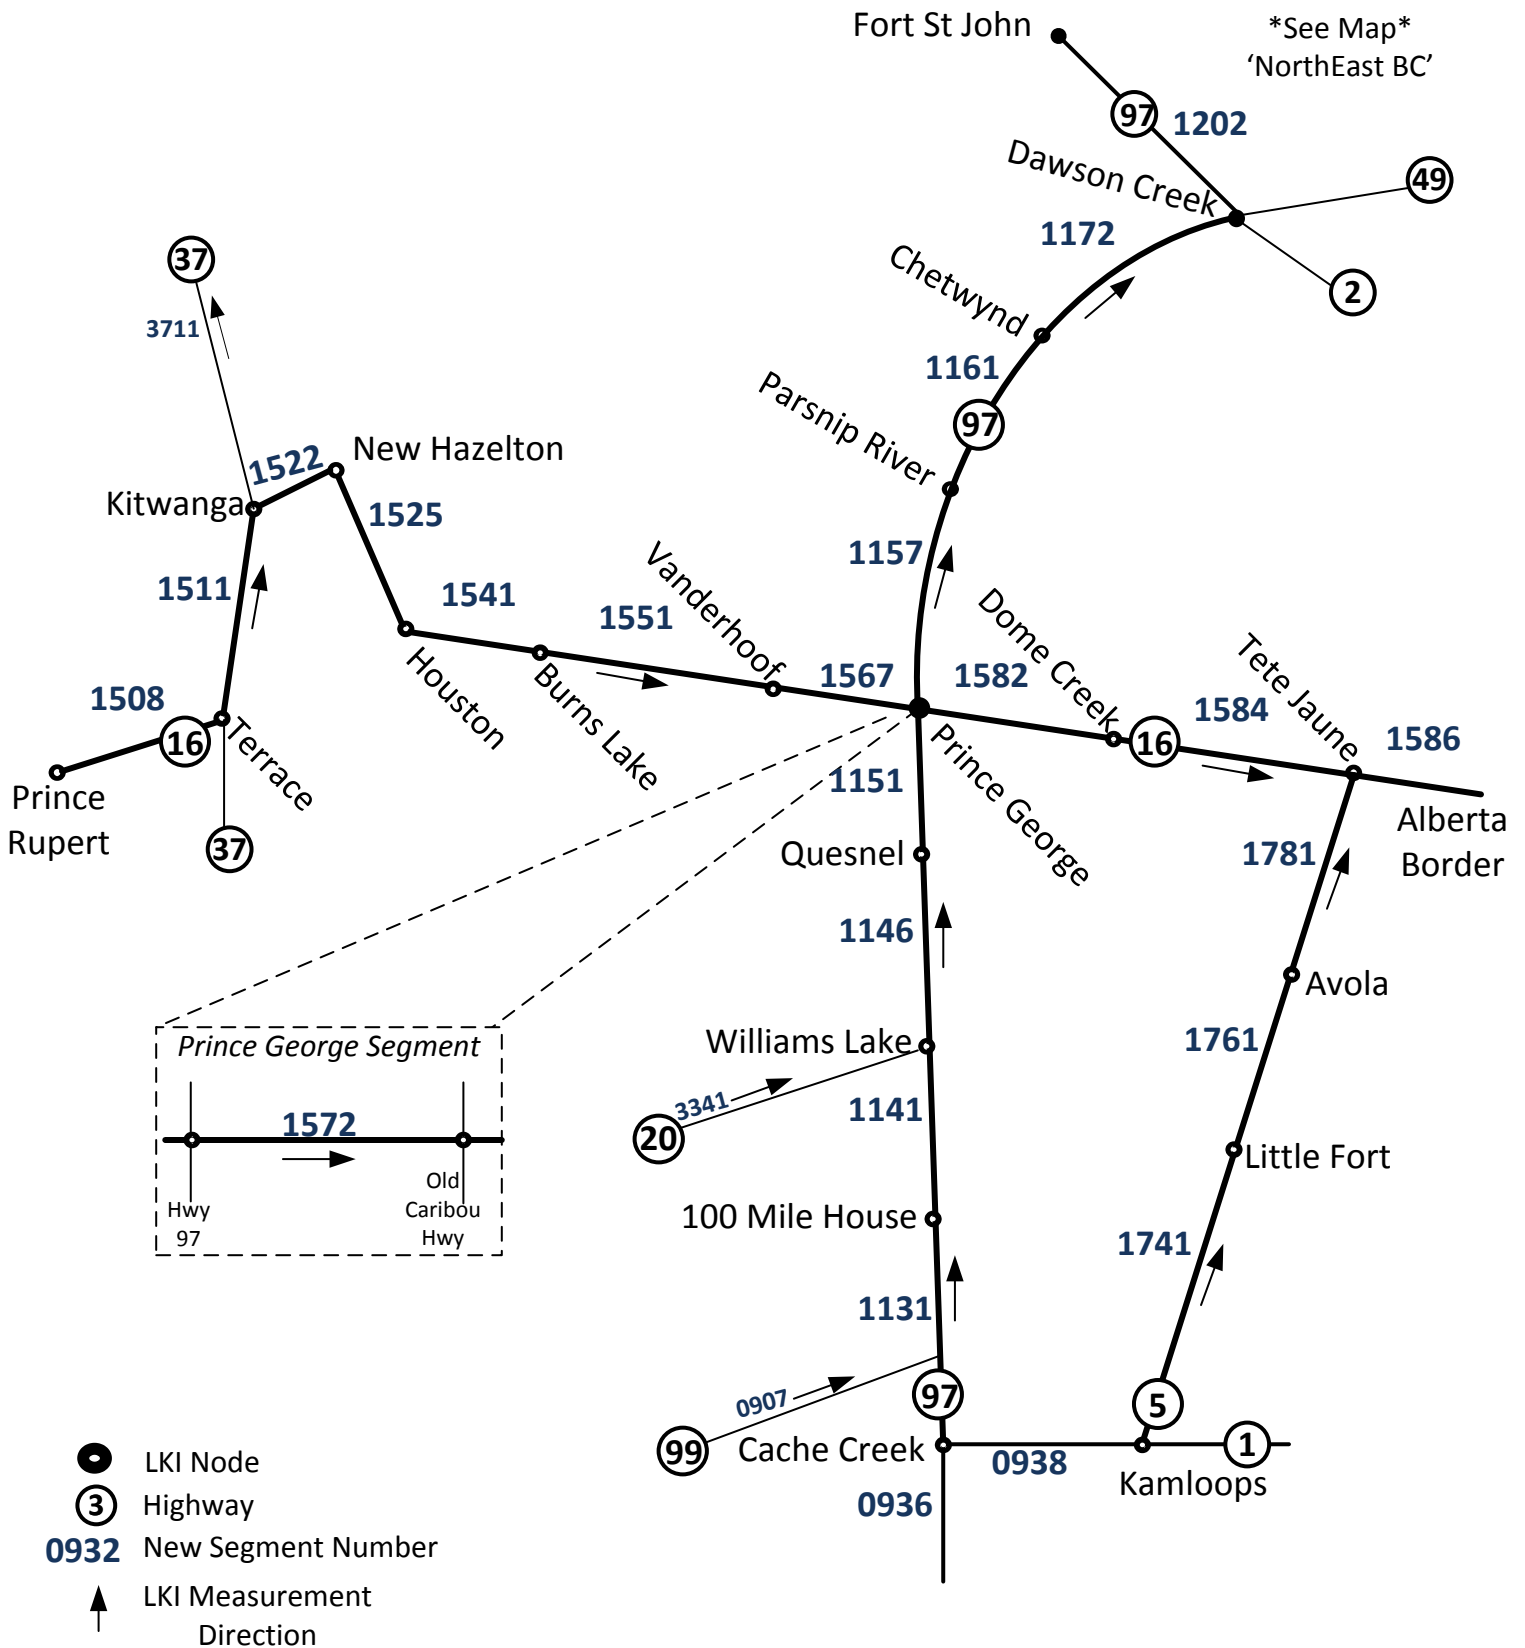 Fort St John
*See Map*
‘NorthEast BC’
97
1202
Dawson Creek
49
1172
2
Chetwynd
37
3711
1161
Parsnip River
97
New Hazelton
1522
Kitwanga
1525
1157
Vanderhoof
1511
1541
1551
Dome Creek
Tete Jaune
1567
1582
1508
1584
1586
16
16
Terrace
Houston
Burns Lake
Prince George
Prince
Rupert
37
1151
Alberta
Border
Quesnel
1781
1146
Avola
Williams Lake
1761
Prince George Segment
1572
Hwy
97
Old
Caribou
Hwy
3341
20
1141
Little Fort
100 Mile House
1741
1131
0907
97
5
99
Cache Creek
1
0938
Kamloops
0936
LKI Node
3
Highway
0932
New Segment Number
LKI Measurement
Direction